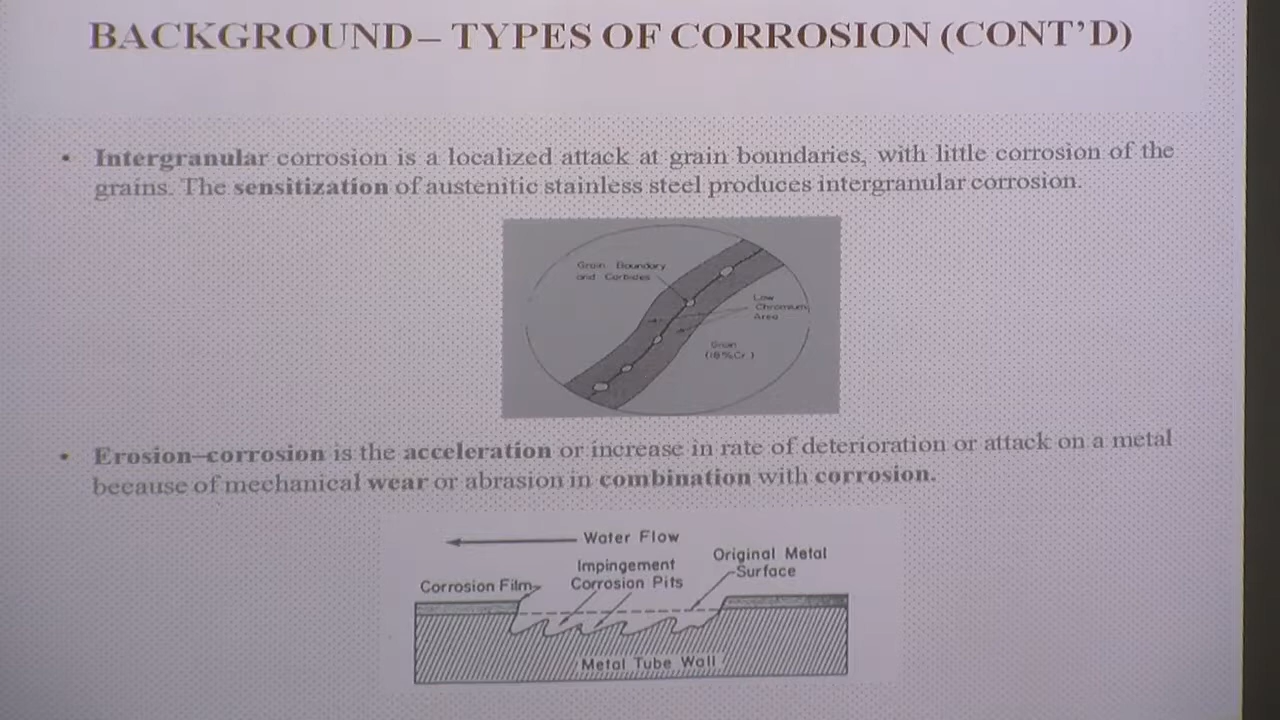 BACKGROUND– TYPES OF CORROSION (CONT'D)
• Intergranular corrosion is a localized attack at grain boundaries, with little corrosion of the
grains. The sensitization of austenitic stainless steel produces intergranular corrosion.
Grain Boundary
and Carbides
Low
Chromium
Area
Grain
(18%Cr)
• Erosion–corrosion is the acceleration or increase in rate of deterioration or attack on a metal
because of mechanical wear or abrasion in combination with corrosion.
Water Flow
Original Metal
Surface
Impingement
Corrosion Pits
Corrosion Film
Metal Tube Wall